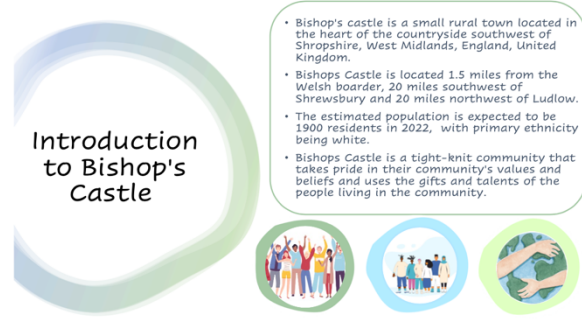 Introduction
to Bishop's
Castle
• Bishop's castle is a small rural town located in
the heart of the countryside southwest of
Shropshire, West Midlands, England, United
Kingdom.
• Bishops Castle is located 1.5 miles from the
Welsh boarder, 20 miles southwest of
Shrewsbury and 20 miles northwest of Ludlow.
• The estimated population is expected to be
1900 residents in 2022, with primary ethnicity
being white.
• Bishops Castle is a tight-knit community that
takes pride in their community's values and
beliefs and uses the gifts and talents of the
people living in the community.